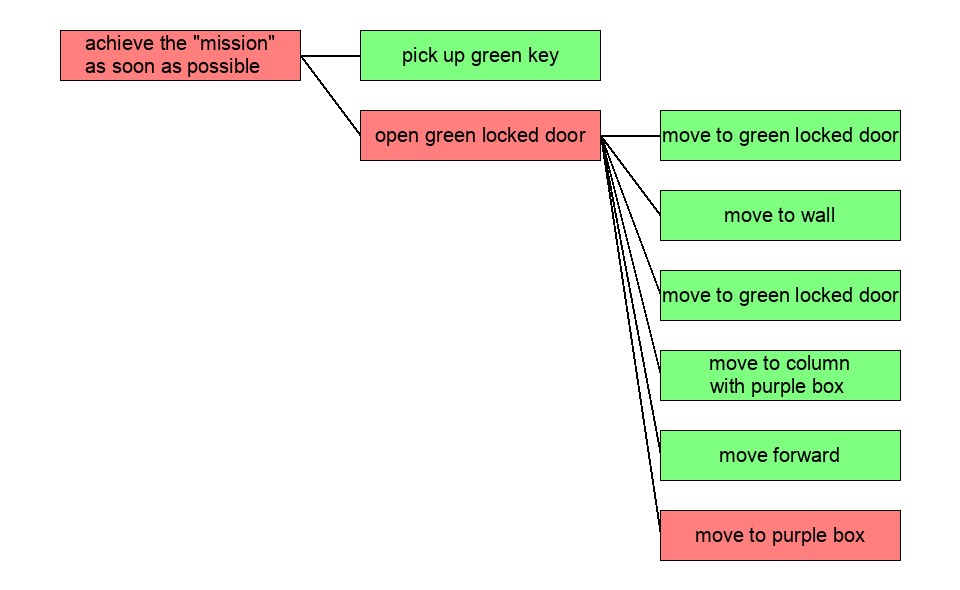 achieve the "mission"
as soon as possible
pick up green key
open green locked door
move to green locked door
move to wall
move to green locked door
move to column
with purple box
move forward
move to purple box